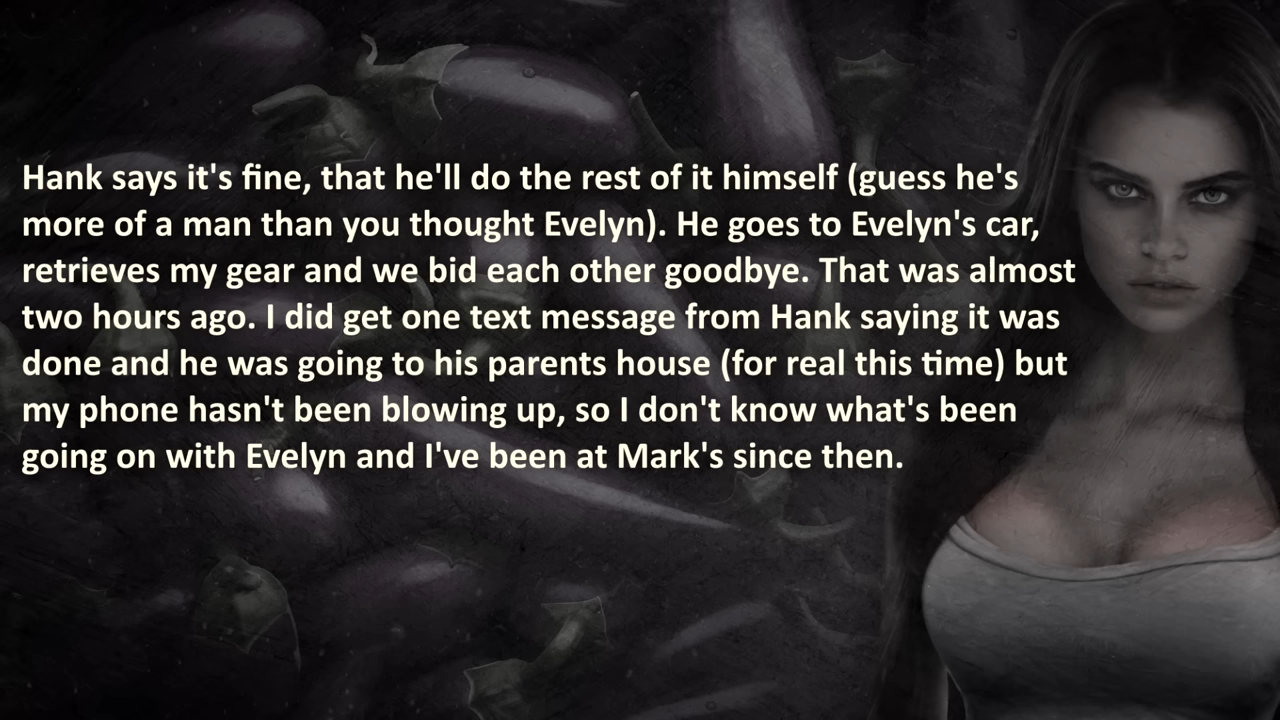 Hank says it's fine, that he'll do the rest of it himself (guess he's
more of a man than you thought Evelyn). He goes to Evelyn's car,
retrieves my gear and we bid each other goodbye. That was almost
two hours ago. I did get one text message from Hank saying it was
done and he was going to his parents house (for real this time) but
my phone hasn't been blowing up, so I don't know what's been
going on with Evelyn and I've been at Mark's since then.